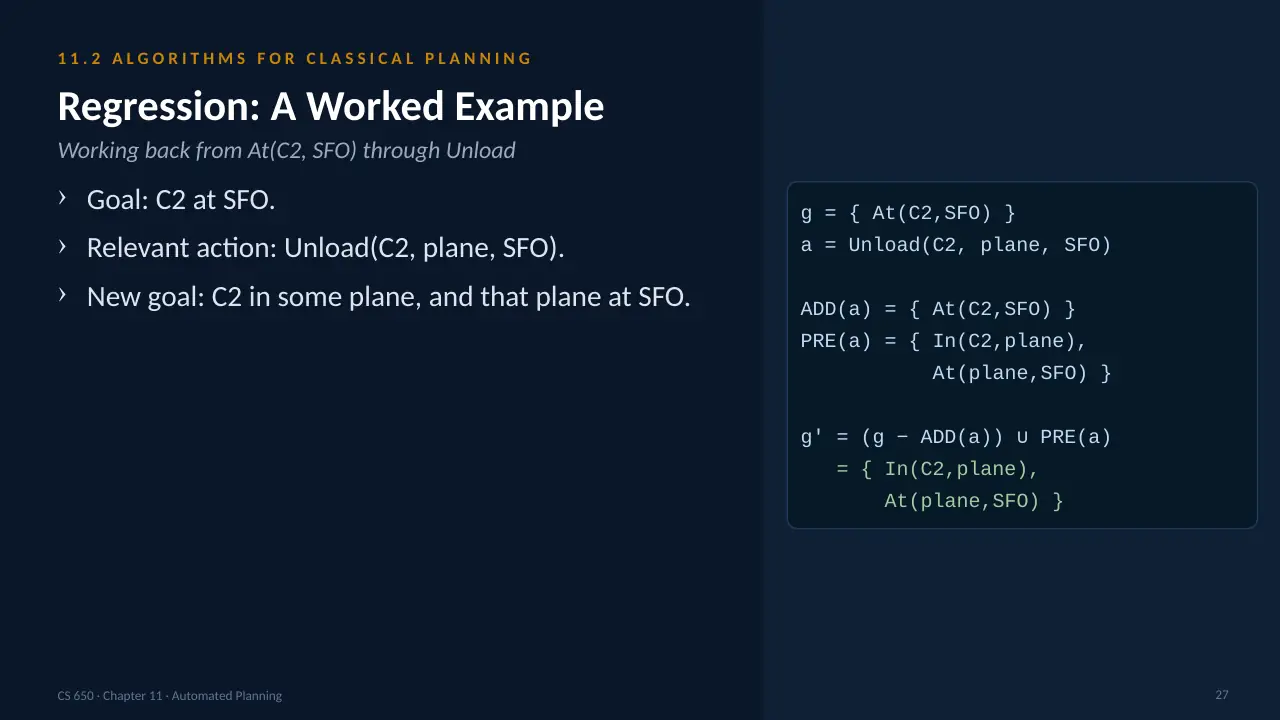 11.2 ALGORITHMS FOR CLASSICAL PLANNING
Regression: A Worked Example
Working back from At(C2, SFO) through Unload
› Goal: C2 at SFO.
› Relevant action: Unload(C2, plane, SFO).
› New goal: C2 in some plane, and that plane at SFO.
g = { At(C2,SFO) }
a = Unload(C2, plane, SFO)
ADD(a) = { At(C2,SFO) }
PRE(a) = { In(C2,plane),
At(plane,SFO) }
g' = (g − ADD(a)) ∪ PRE(a)
= { In(C2,plane),
At(plane,SFO) }
CS 650 · Chapter 11 · Automated Planning
27